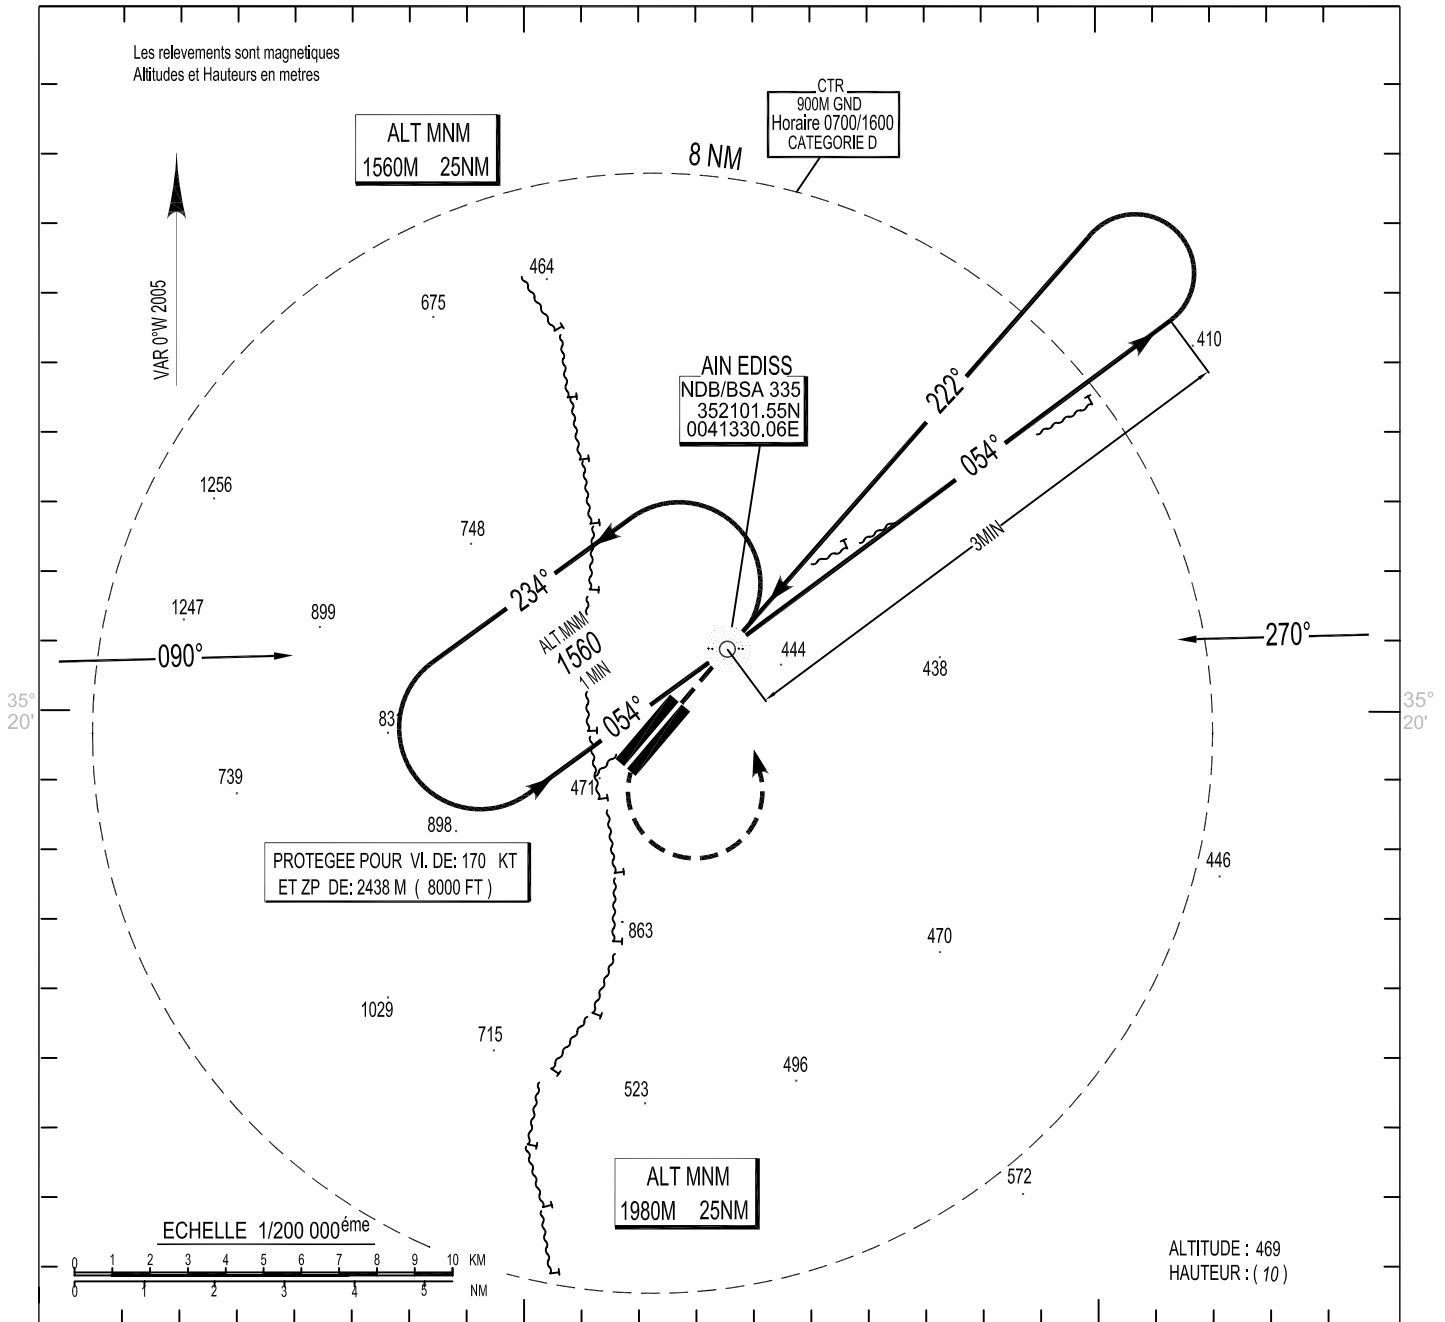 Les relevements sont magnetiques
Altitudes et Hauteurs en metres
CTR
900M GND
Horaire 0700/1600
CATEGORIE D
ALT MNM
1560M 25NM
8 NM
VAR 0°W 2005
464
675
410
AIN EDISS
NDB/BSA 335
352101.55N
0041330.06E
222°
054°
3MIN
1256
748
234°
1247
899
ALT.MNM
1560
1 MIN
090°
444
438
270°
35°
20'
35°
20'
83
054°
739
471
898
PROTEGEE POUR VI. DE: 170 KT
ET ZP DE: 2438 M ( 8000 FT )
446
863
470
1029
715
496
523
ALT MNM
1980M 25NM
572
ECHELLE 1/200 000éme
0 1 2 3 4 5 6 7 8 9 10 KM
0 1 2 3 4 5 NM
ALTITUDE : 469
HAUTEUR : ( 10 )